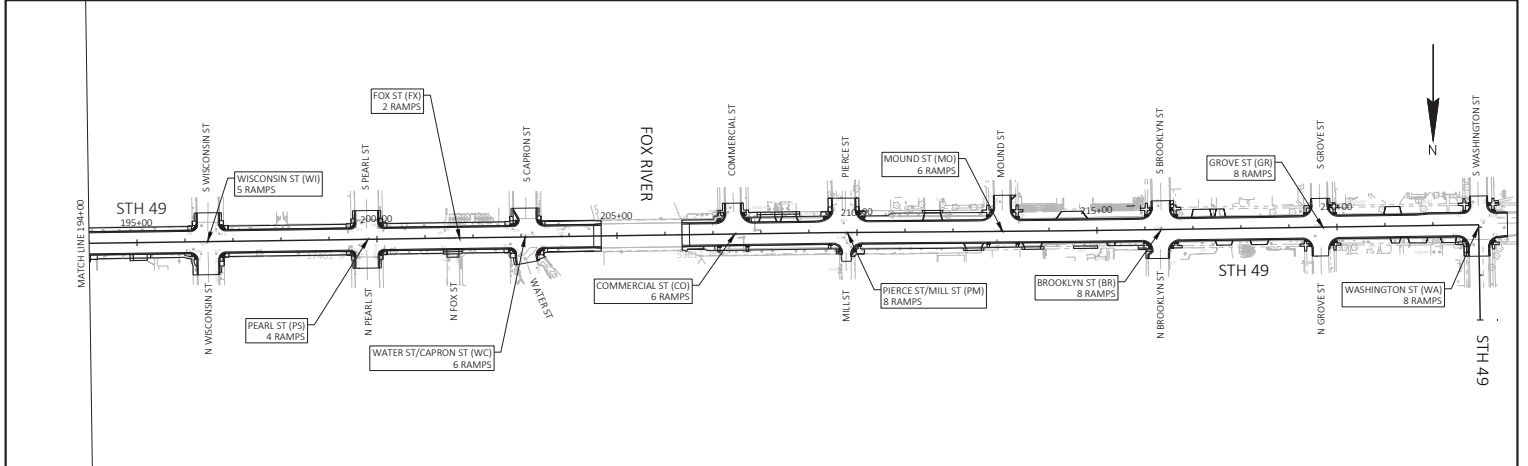 MATCH LINE 194+00
STH 49
195+00
S WISCONSIN ST
N WISCONSIN ST
WISCONSIN ST (WI)
5 RAMPS
S PEARL ST
200+00
N PEARL ST
PEARL ST (PS)
4 RAMPS
FOX ST (FX)
2 RAMPS
N FOX ST
S CAPRON ST
WATER ST
WATER ST/CAPRON ST (WC)
6 RAMPS
205+00
FOX RIVER
COMMERCIAL ST
COMMERCIAL ST (CO)
6 RAMPS
PIERCE ST
210+00
MILL ST
PIERCE ST/MILL ST (PM)
8 RAMPS
MOUND ST (MO)
6 RAMPS
MOUND ST
215+00
S BROOKLYN ST
N BROOKLYN ST
BROOKLYN ST (BR)
8 RAMPS
GROVE ST (GR)
8 RAMPS
S GROVE ST
220+00
STH 49
N GROVE ST
WASHINGTON ST (WA)
8 RAMPS
N
S WASHINGTON ST
STH 49